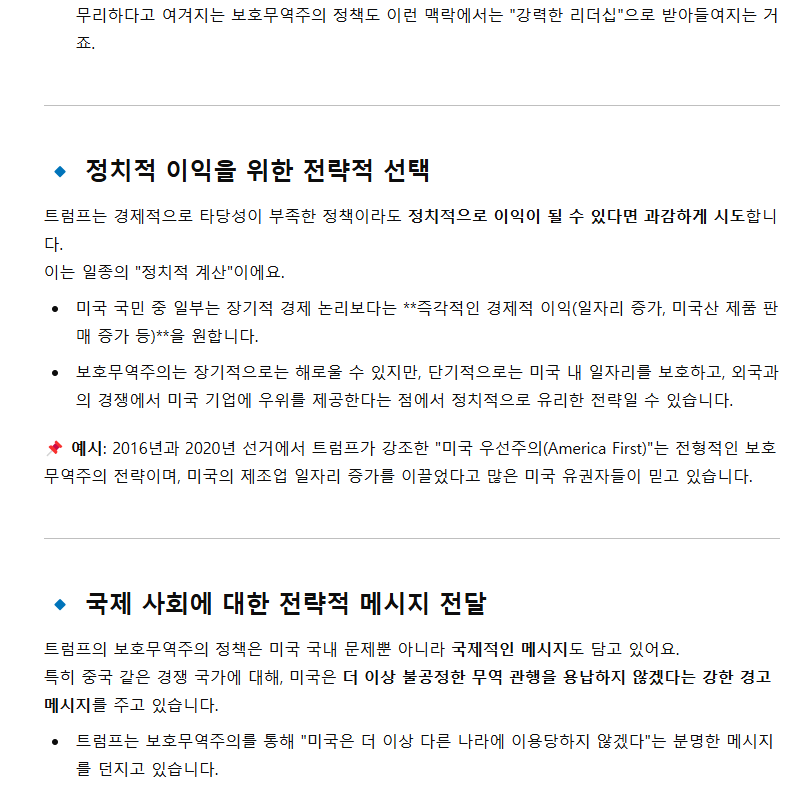 무리하다고 여겨지는 보호무역주의 정책도 이런 맥락에서는 "강력한 리더십"으로 받아들여지는 거
죠.
정치적 이익을 위한 전략적 선택
트럼프는 경제적으로 타당성이 부족한 정책이라도 정치적으로 이익이 될 수 있다면 과감하게 시도합니
다.
이는 일종의 "정치적 계산"이에요.
• 미국 국민 중 일부는 장기적 경제 논리보다는 **즉각적인 경제적 이익(일자리 증가, 미국산 제품 판
매 증가 등)**을 원합니다.
• 보호무역주의는 장기적으로는 해로울 수 있지만, 단기적으로는 미국 내 일자리를 보호하고, 외국과
의 경쟁에서 미국 기업에 우위를 제공한다는 점에서 정치적으로 유리한 전략일 수 있습니다.
📌 예시: 2016년과 2020년 선거에서 트럼프가 강조한 "미국 우선주의(America First)"는 전형적인 보호
무역주의 전략이며, 미국의 제조업 일자리 증가를 이끌었다고 많은 미국 유권자들이 믿고 있습니다.
국제 사회에 대한 전략적 메시지 전달
트럼프의 보호무역주의 정책은 미국 국내 문제뿐 아니라 국제적인 메시지도 담고 있어요.
특히 중국 같은 경쟁 국가에 대해, 미국은 더 이상 불공정한 무역 관행을 용납하지 않겠다는 강한 경고
메시지를 주고 있습니다.
• 트럼프는 보호무역주의를 통해 "미국은 더 이상 다른 나라에 이용당하지 않겠다"는 분명한 메시지
를 던지고 있습니다.